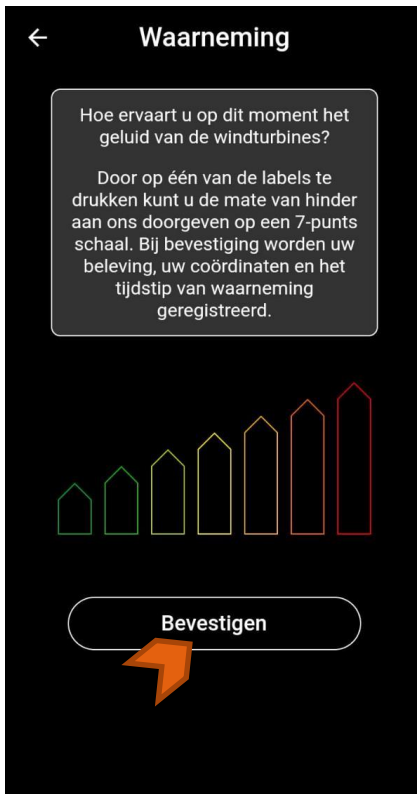 Waarneming
Hoe ervaart u op dit moment het
geluid van de windturbines?
Door op één van de labels te
drukken kunt u de mate van hinder
aan ons doorgeven op een 7-punts
schaal. Bij bevestiging worden uw
beleving, uw coördinaten en het
tijdstip van waarneming
geregistreerd.
Bevestigen